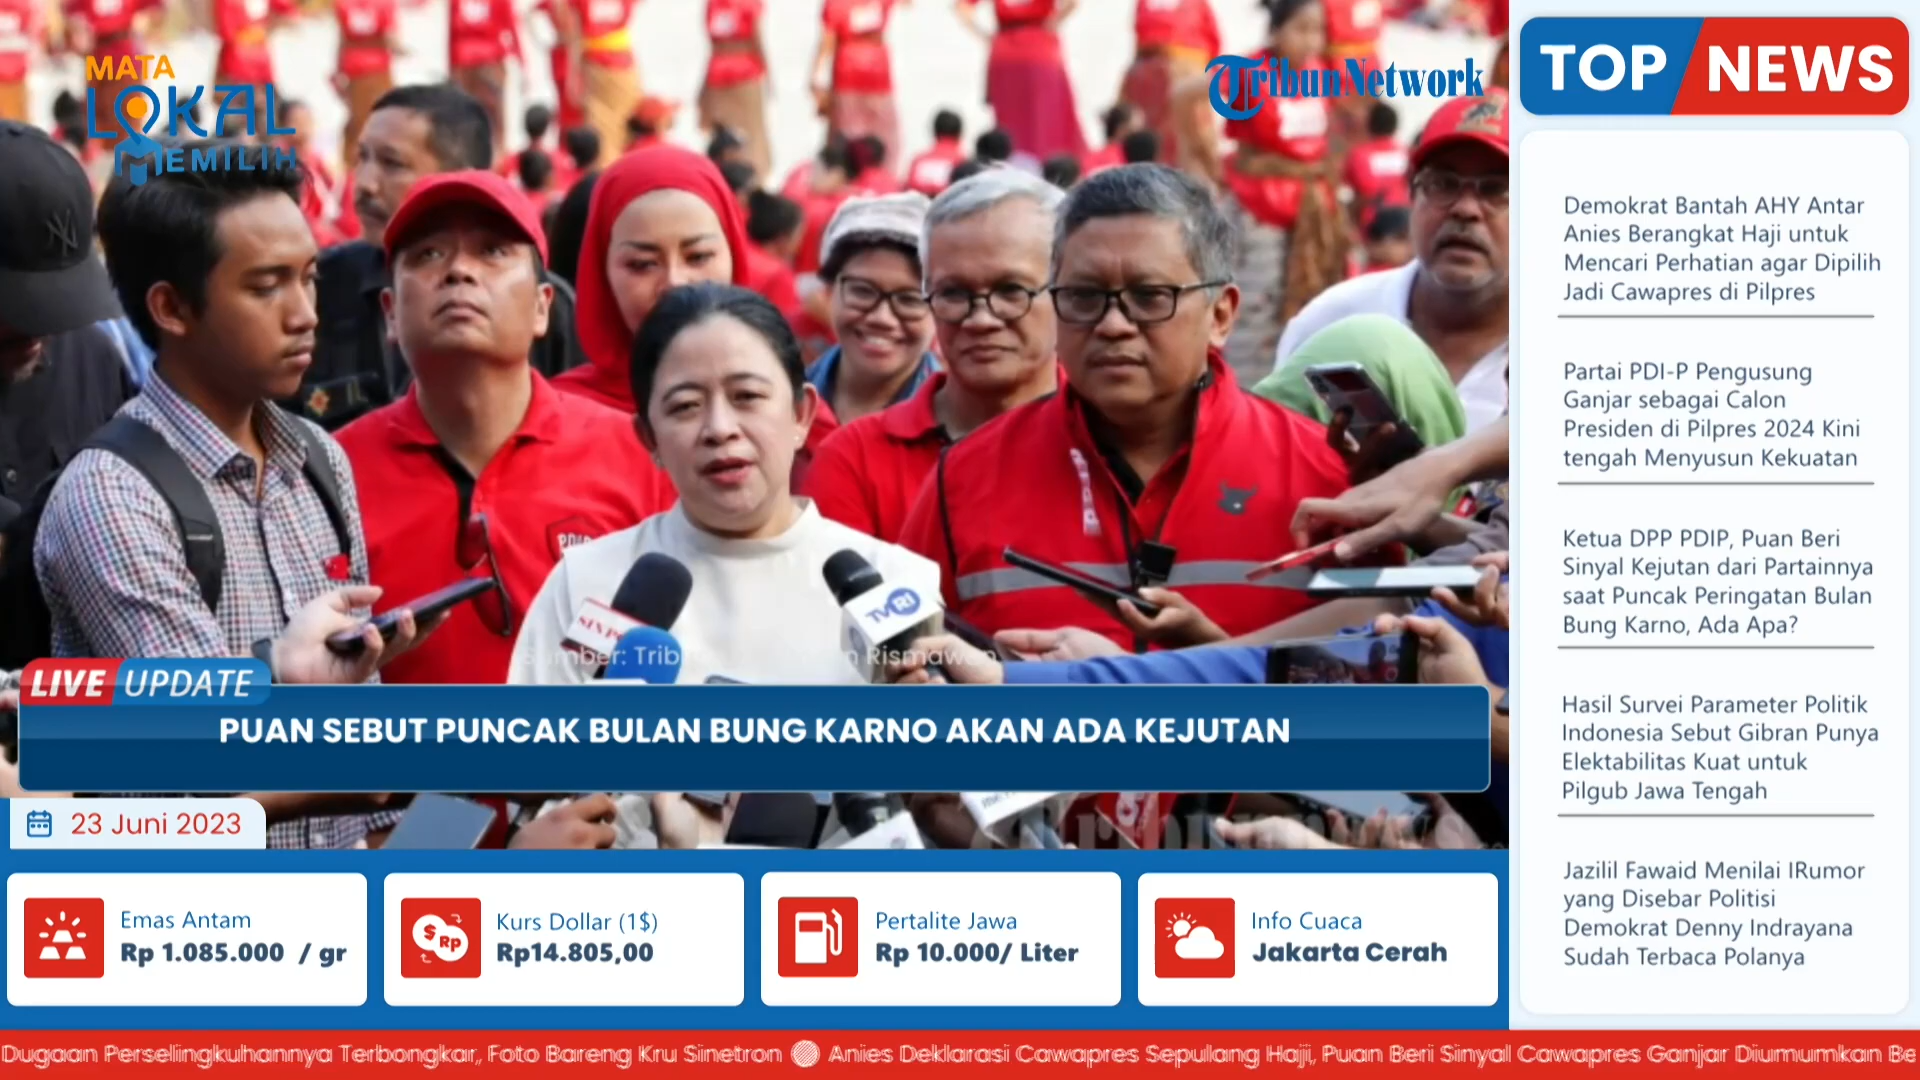 MATA
LOKAL
MEMILIH
TribunNetwork
TOP NEWS
Demokrat Bantah AHY Antar
Anies Berangkat Haji untuk
Mencari Perhatian agar Dipilih
Jadi Cawapres di Pilpres
Partai PDI-P Pengusung
Ganjar sebagai Calon
Presiden di Pilpres 2024 Kini
tengah Menyusun Kekuatan
Ketua DPP PDIP, Puan Beri
Sinyal Kejutan dari Partainnya
saat Puncak Peringatan Bulan
Bung Karno, Ada Apa?
Hasil Survei Parameter Politik
Indonesia Sebut Gibran Punya
Elektabilitas Kuat untuk
Pilgub Jawa Tengah
Jazilil Fawaid Menilai IRumor
yang Disebar Politisi
Demokrat Denny Indrayana
Sudah Terbaca Polanya
TVRI
Sumber: Rismawan
LIVE UPDATE
PUAN SEBUT PUNCAK BULAN BUNG KARNO AKAN ADA KEJUTAN
23 Juni 2023
Emas Antam
Rp 1.085.000 / gr
Kurs Dollar (1$)
Rp14.805,00
Pertalite Jawa
Rp 10.000/ Liter
Info Cuaca
Jakarta Cerah
Dugaan Perselingkuhannya Terbongkar, Foto Bareng Kru Sinetron Anies Deklarasi Cawapres Sepulang Haji, Puan Beri Sinyal Cawapres Ganjar Diumumkan Be